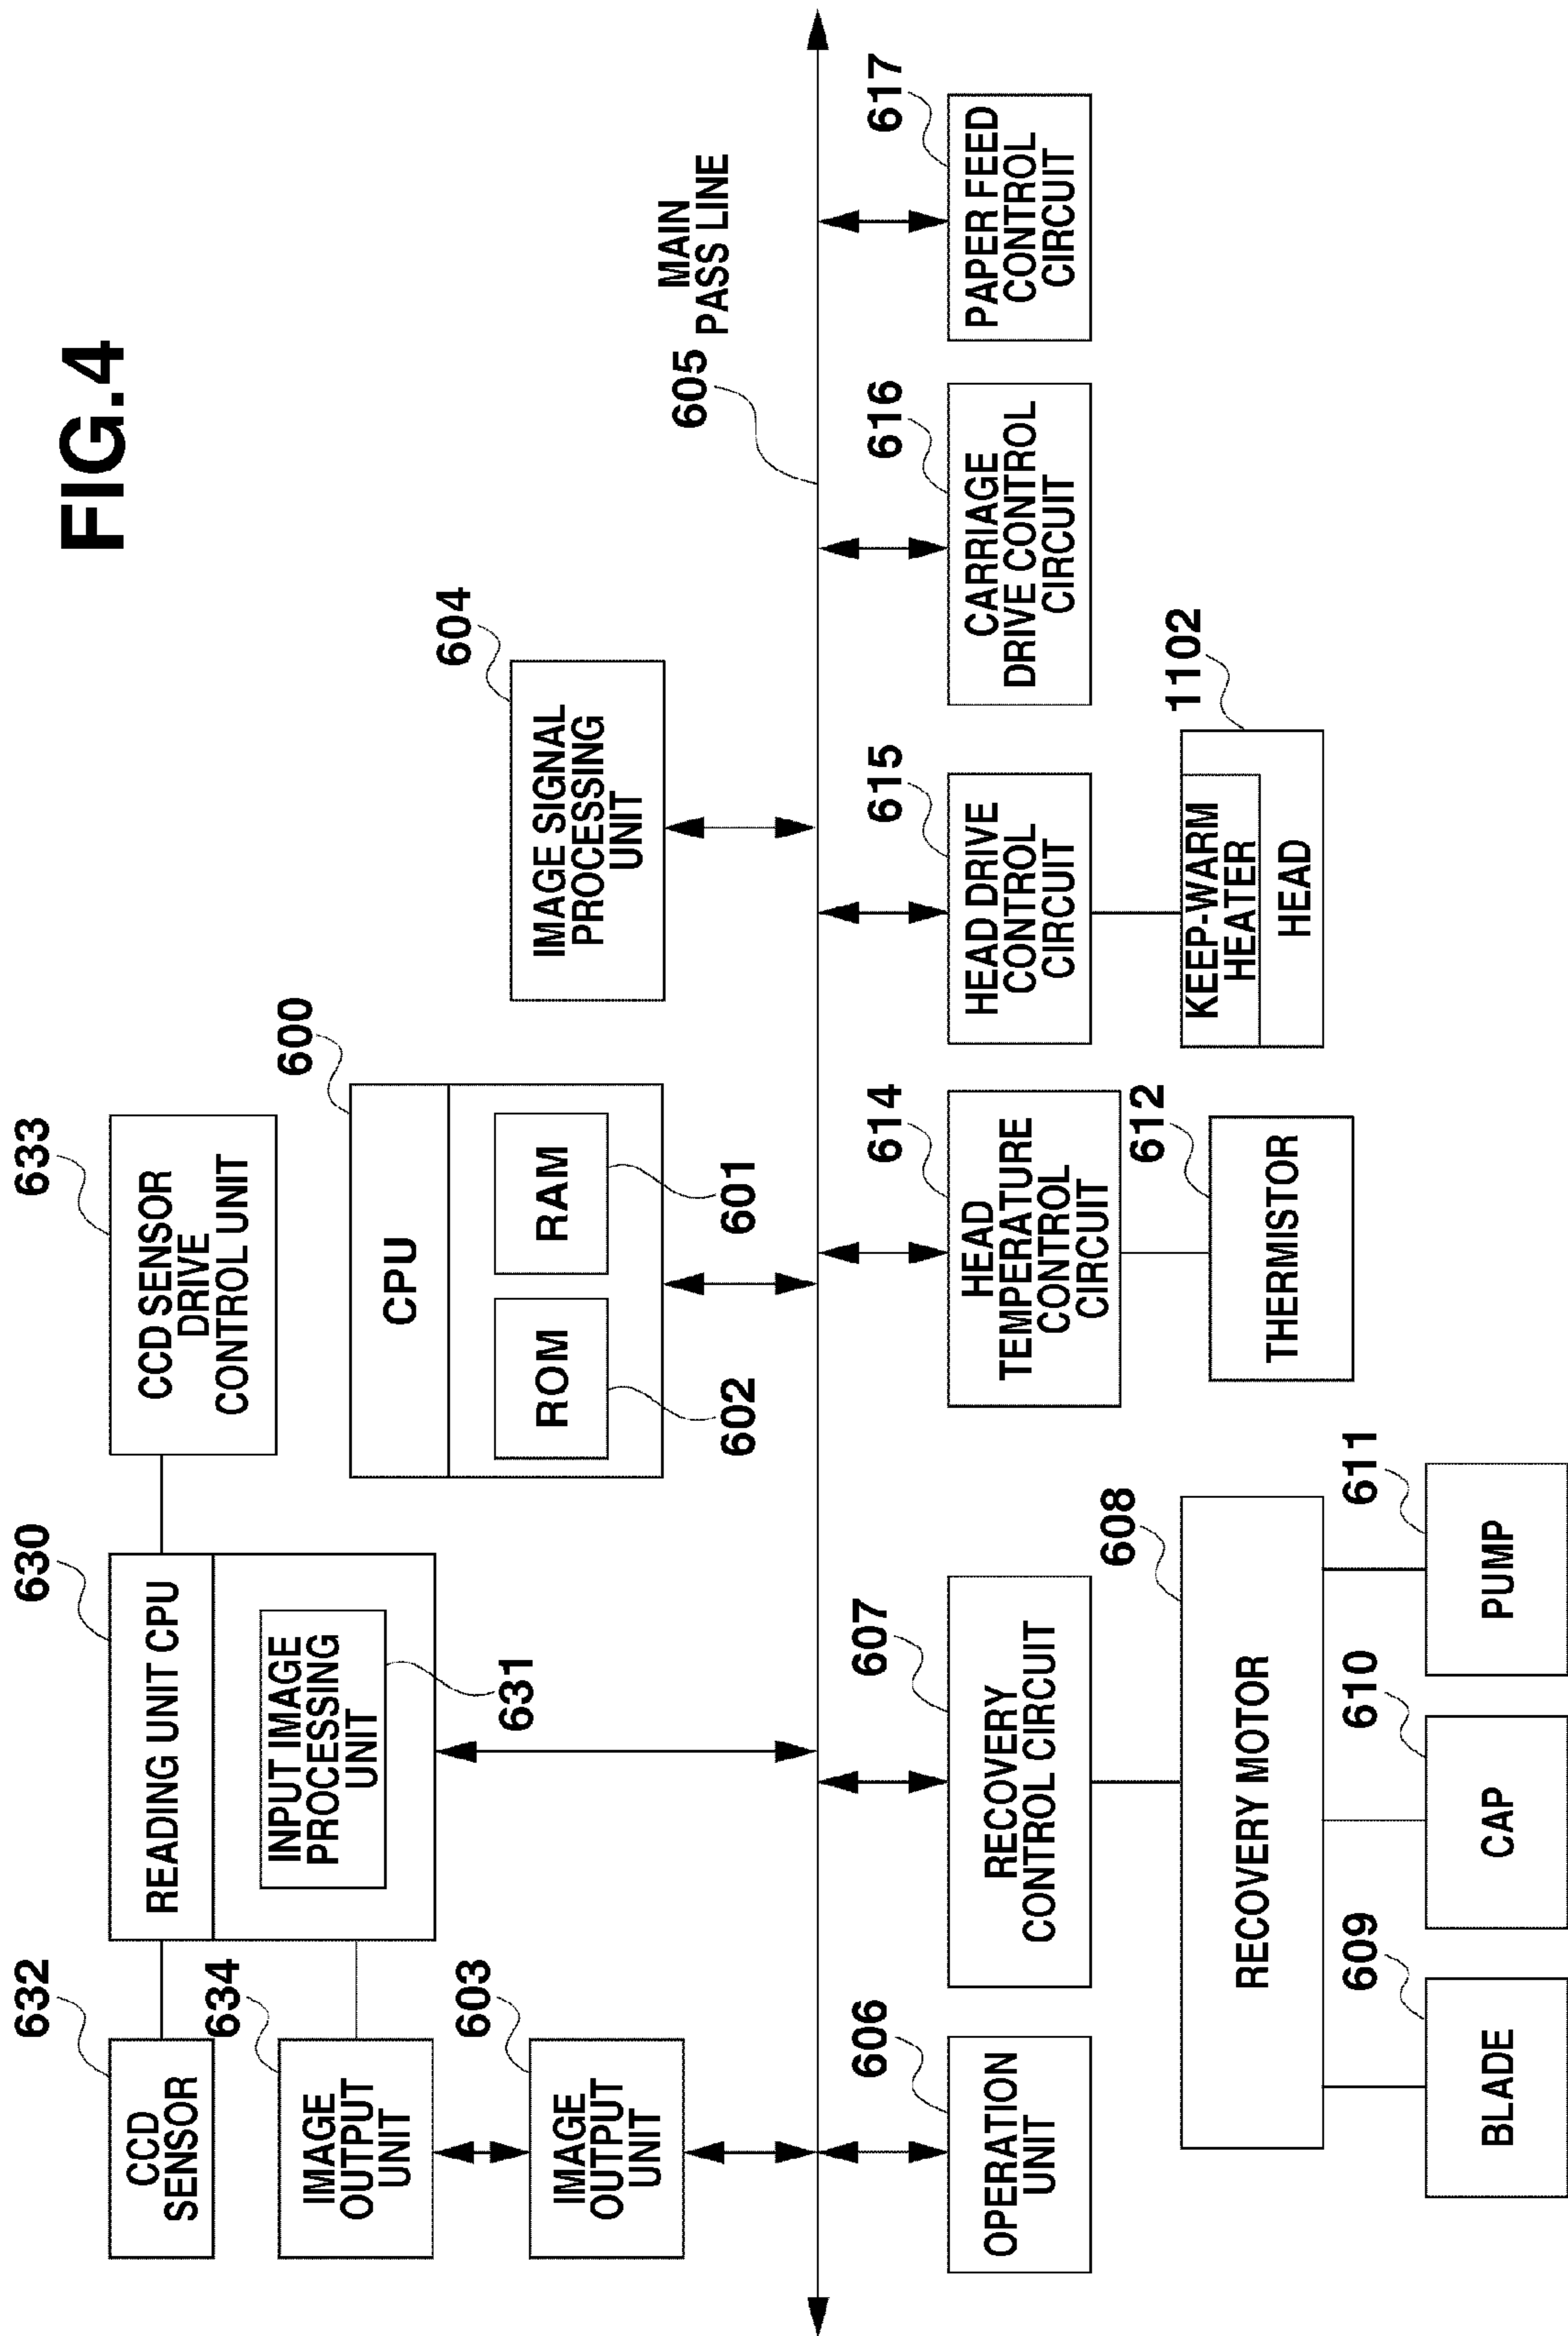 FIG.4
632
CCD
SENSOR
630
READING UNIT CPU
INPUT IMAGE
PROCESSING
UNIT
631
633
CCD SENSOR
DRIVE
CONTROL UNIT
634
IMAGE
OUTPUT
UNIT
603
IMAGE
OUTPUT
UNIT
600
CPU
ROM
RAM
602
601
604
IMAGE SIGNAL
PROCESSING
UNIT
605
MAIN
PASS LINE
606
OPERATION
UNIT
607
RECOVERY
CONTROL CIRCUIT
614
HEAD
TEMPERATURE
CONTROL
CIRCUIT
615
HEAD DRIVE
CONTROL
CIRCUIT
616
CARRIAGE
DRIVE CONTROL
CIRCUIT
617
PAPER FEED
CONTROL
CIRCUIT
608
RECOVERY MOTOR
612
THERMISTOR
1102
KEEP-WARM
HEATER
HEAD
609
BLADE
610
CAP
611
PUMP